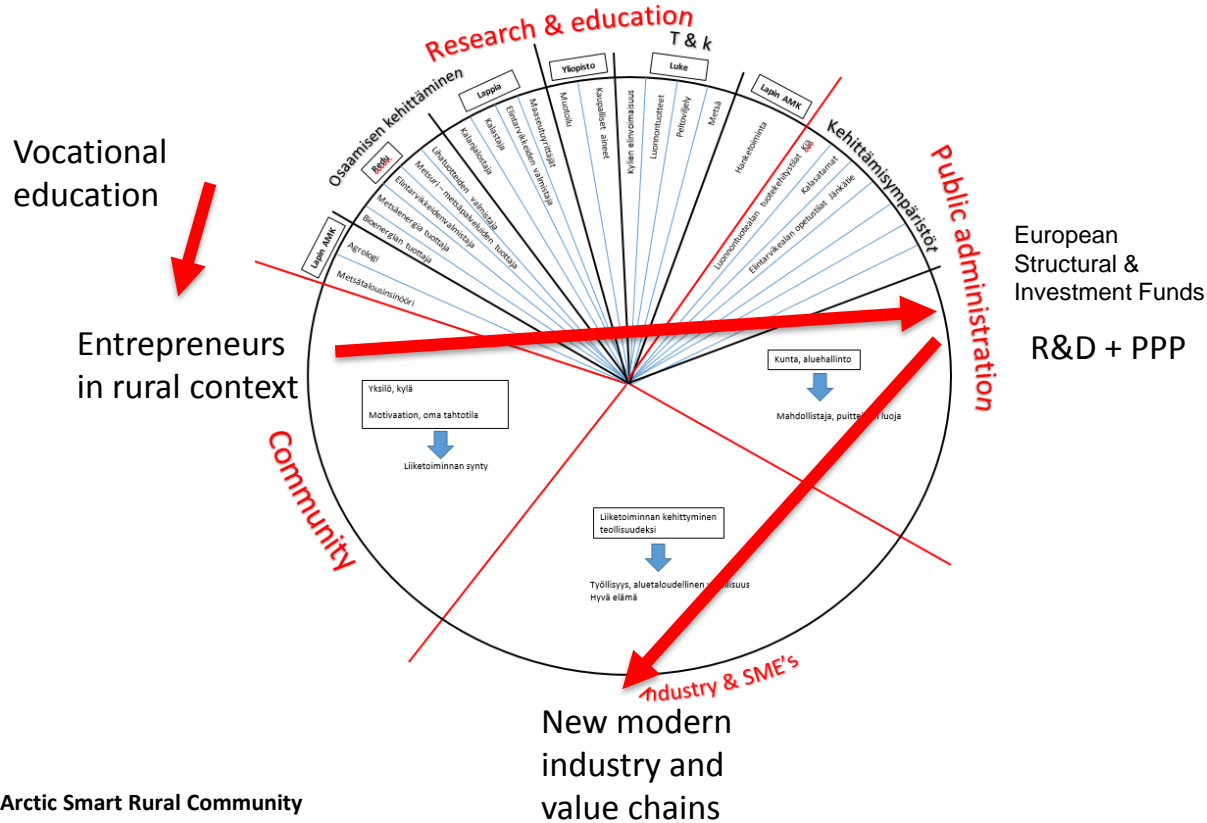 Research & education
T & k
Osaamisen kehittäminen
Kehittämisympäristöt
Public administration
Community
Industry & SME's
Vocational
education
Entrepreneurs
in rural context
European
Structural &
Investment Funds
R&D + PPP
Lapin AMK
Metsätalousinsinööri
Agrologi
Redu
Bioenergian tuottaja
Metsäenergia tuottaja
Elintarvikkeidenvalmistaja
Metsuri – metsäpalveluiden tuottaja
Lihatuotteiden valmistaja
Lappia
Kalanjalostaja
Kalastaja
Elintarvikkeiden valmistaja
Maaseutuyrittäjät
Yliopisto
Muotoilu
Kaupalliset aineet
Luke
Kylien elinvoimaisuus
Luonnontuotteet
Peltoviljely
Metsä
Lapin AMK
Hanketoiminta
Luonnontuotealan tuotekehitystilat
Kalasatamat
Elintarvikealan opetustilat Jänkätie
Yksilö, kylä
Motivaation, oma tahtotila
Liiketoiminnan synty
Kunta, aluehallinto
Mahdollistaja, luoja
Liiketoiminnan kehittyminen
teollisuudeksi
Työllisyys, aluetaloudellinen
Hyvä elämä
New modern
industry and
value chains
Arctic Smart Rural Community